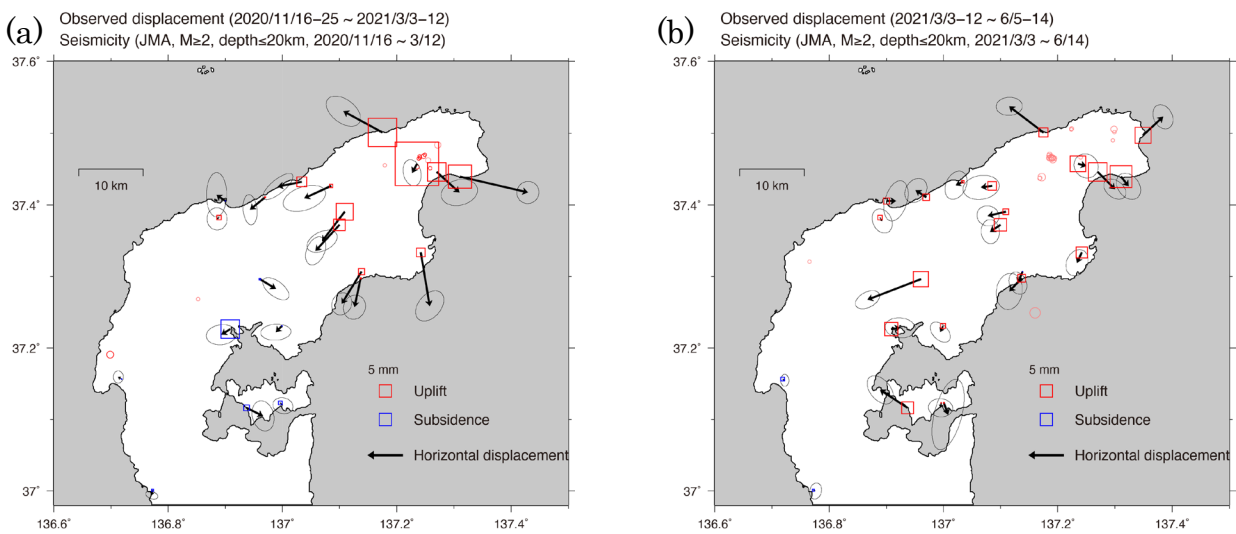 (a)
Observed displacement (2020/11/16−25 ~ 2021/3/3−12)
Seismicity (JMA, M≥2, depth≤20km, 2020/11/16 ~ 3/12)
37.6°
37.4°
37.2°
37°
10 km
5 mm
Uplift
Subsidence
Horizontal displacement
136.6° 136.8° 137° 137.2° 137.4°
(b)
Observed displacement (2021/3/3−12 ~ 6/5−14)
Seismicity (JMA, M≥2, depth≤20km, 2021/3/3 ~ 6/14)
37.6°
37.4°
37.2°
37°
10 km
5 mm
Uplift
Subsidence
Horizontal displacement
136.6° 136.8° 137° 137.2° 137.4°